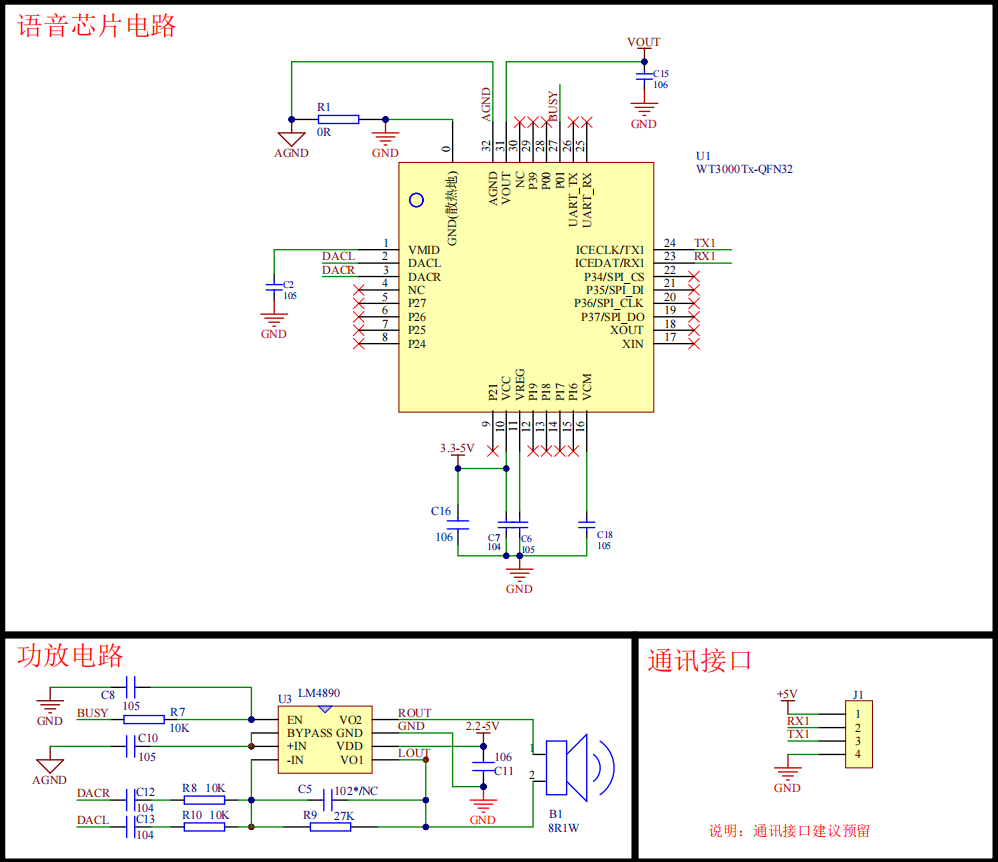 语音芯片电路
VOUT
C15
106
GND
R1
0R
AGND
GND
AGND
BUSY
0
32
31
30
29
28
27
26
25
U1
WT3000Tx-QFN32
GND(散热地)
AGND
VOUT
NC
P39
P00
P01
UART_TX
UART_RX
1
VMID
DACL
2
DACL
DACR
3
DACR
4
NC
5
P27
6
P26
7
P25
8
P24
C2
105
GND
ICECLK/TX1
24
TX1
ICEDAT/RX1
23
RX1
P34/SPI_CS
22
P35/SPI_DI
21
P36/SPI_CLK
20
P37/SPI_DO
19
XOUT
18
XIN
17
P21
VCC
VREG
P19
P18
P17
P16
VCM
9
10
11
12
13
14
15
16
3.3-5V
C16
106
C7
104
C6
105
C18
105
GND
功放电路
C8
105
GND
BUSY
R7
10K
C10
105
AGND
DACR
C12
104
R8 10K
DACL
C13
104
R10 10K
U3
LM4890
EN
BYPASS
+IN
-IN
VO2
GND
VDD
VO1
ROUT
GND
LOUT
2.2-5V
106
C11
GND
C5
102*/NC
R9
27K
1
2
B1
8R1W
通讯接口
+5V
J1
1
RX1
2
TX1
3
4
GND
说明：通讯接口建议预留